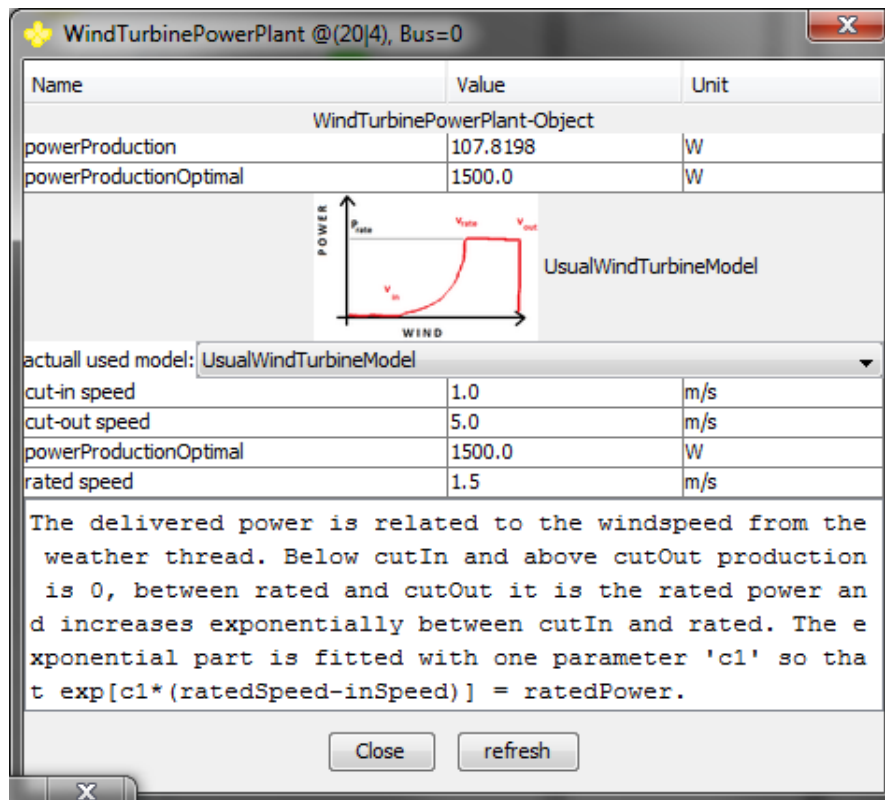 WindTurbinePowerPlant @(20|4), Bus=0
X
Name Value Unit
WindTurbinePowerPlant-Object
powerProduction 107.8198 W
powerProductionOptimal 1500.0 W
POWER
Prate
Vrate
Vout
Vin
WIND
UsualWindTurbineModel
actuall used model: UsualWindTurbineModel
cut-in speed 1.0 m/s
cut-out speed 5.0 m/s
powerProductionOptimal 1500.0 W
rated speed 1.5 m/s
The delivered power is related to the windspeed from the
weather thread. Below cutIn and above cutOut production
is 0, between rated and cutOut it is the rated power an
d increases exponentially between cutIn and rated. The e
xponential part is fitted with one parameter 'c1' so tha
t exp[c1*(ratedSpeed-inSpeed)] = ratedPower.
Close refresh
X